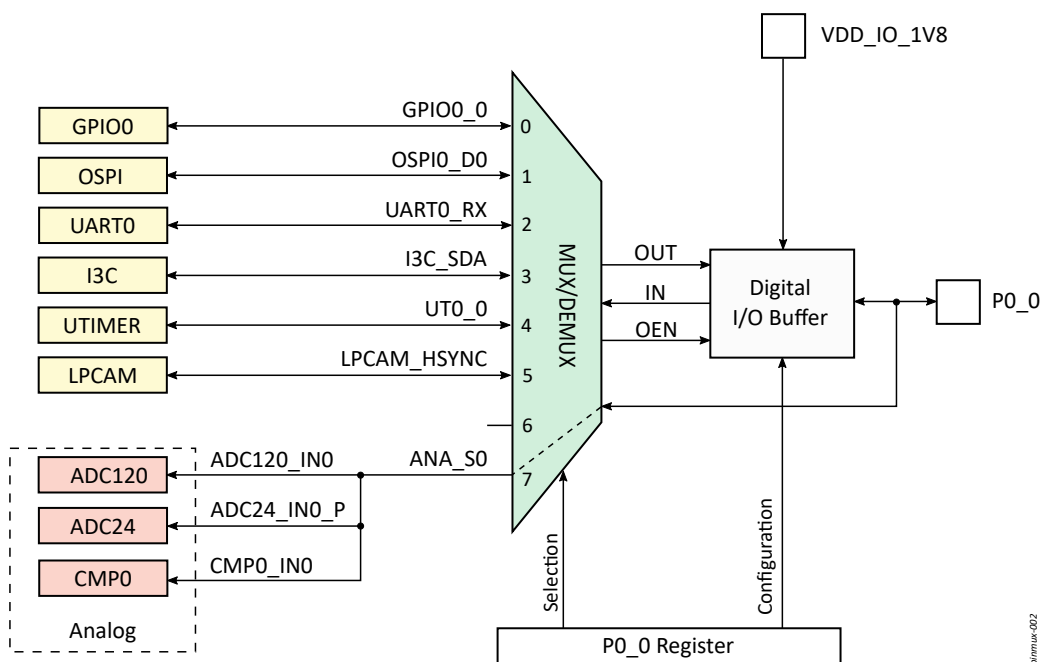 VDD_IO_1V8
GPIO0
GPIO0_0
0
OSPI
OSPI0_D0
1
UART0
UART0_RX
2
I3C
I3C_SDA
3
UTIMER
UT0_0
4
LPCAM
LPCAM_HSYNC
5
6
MUX/DEMUX
OUT
IN
OEN
Digital
I/O Buffer
P0_0
ADC120
ADC120_IN0
ANA_S0
7
ADC24
ADC24_IN0_P
CMP0
CMP0_IN0
Analog
Selection
Configuration
P0_0 Register
pinmux-002